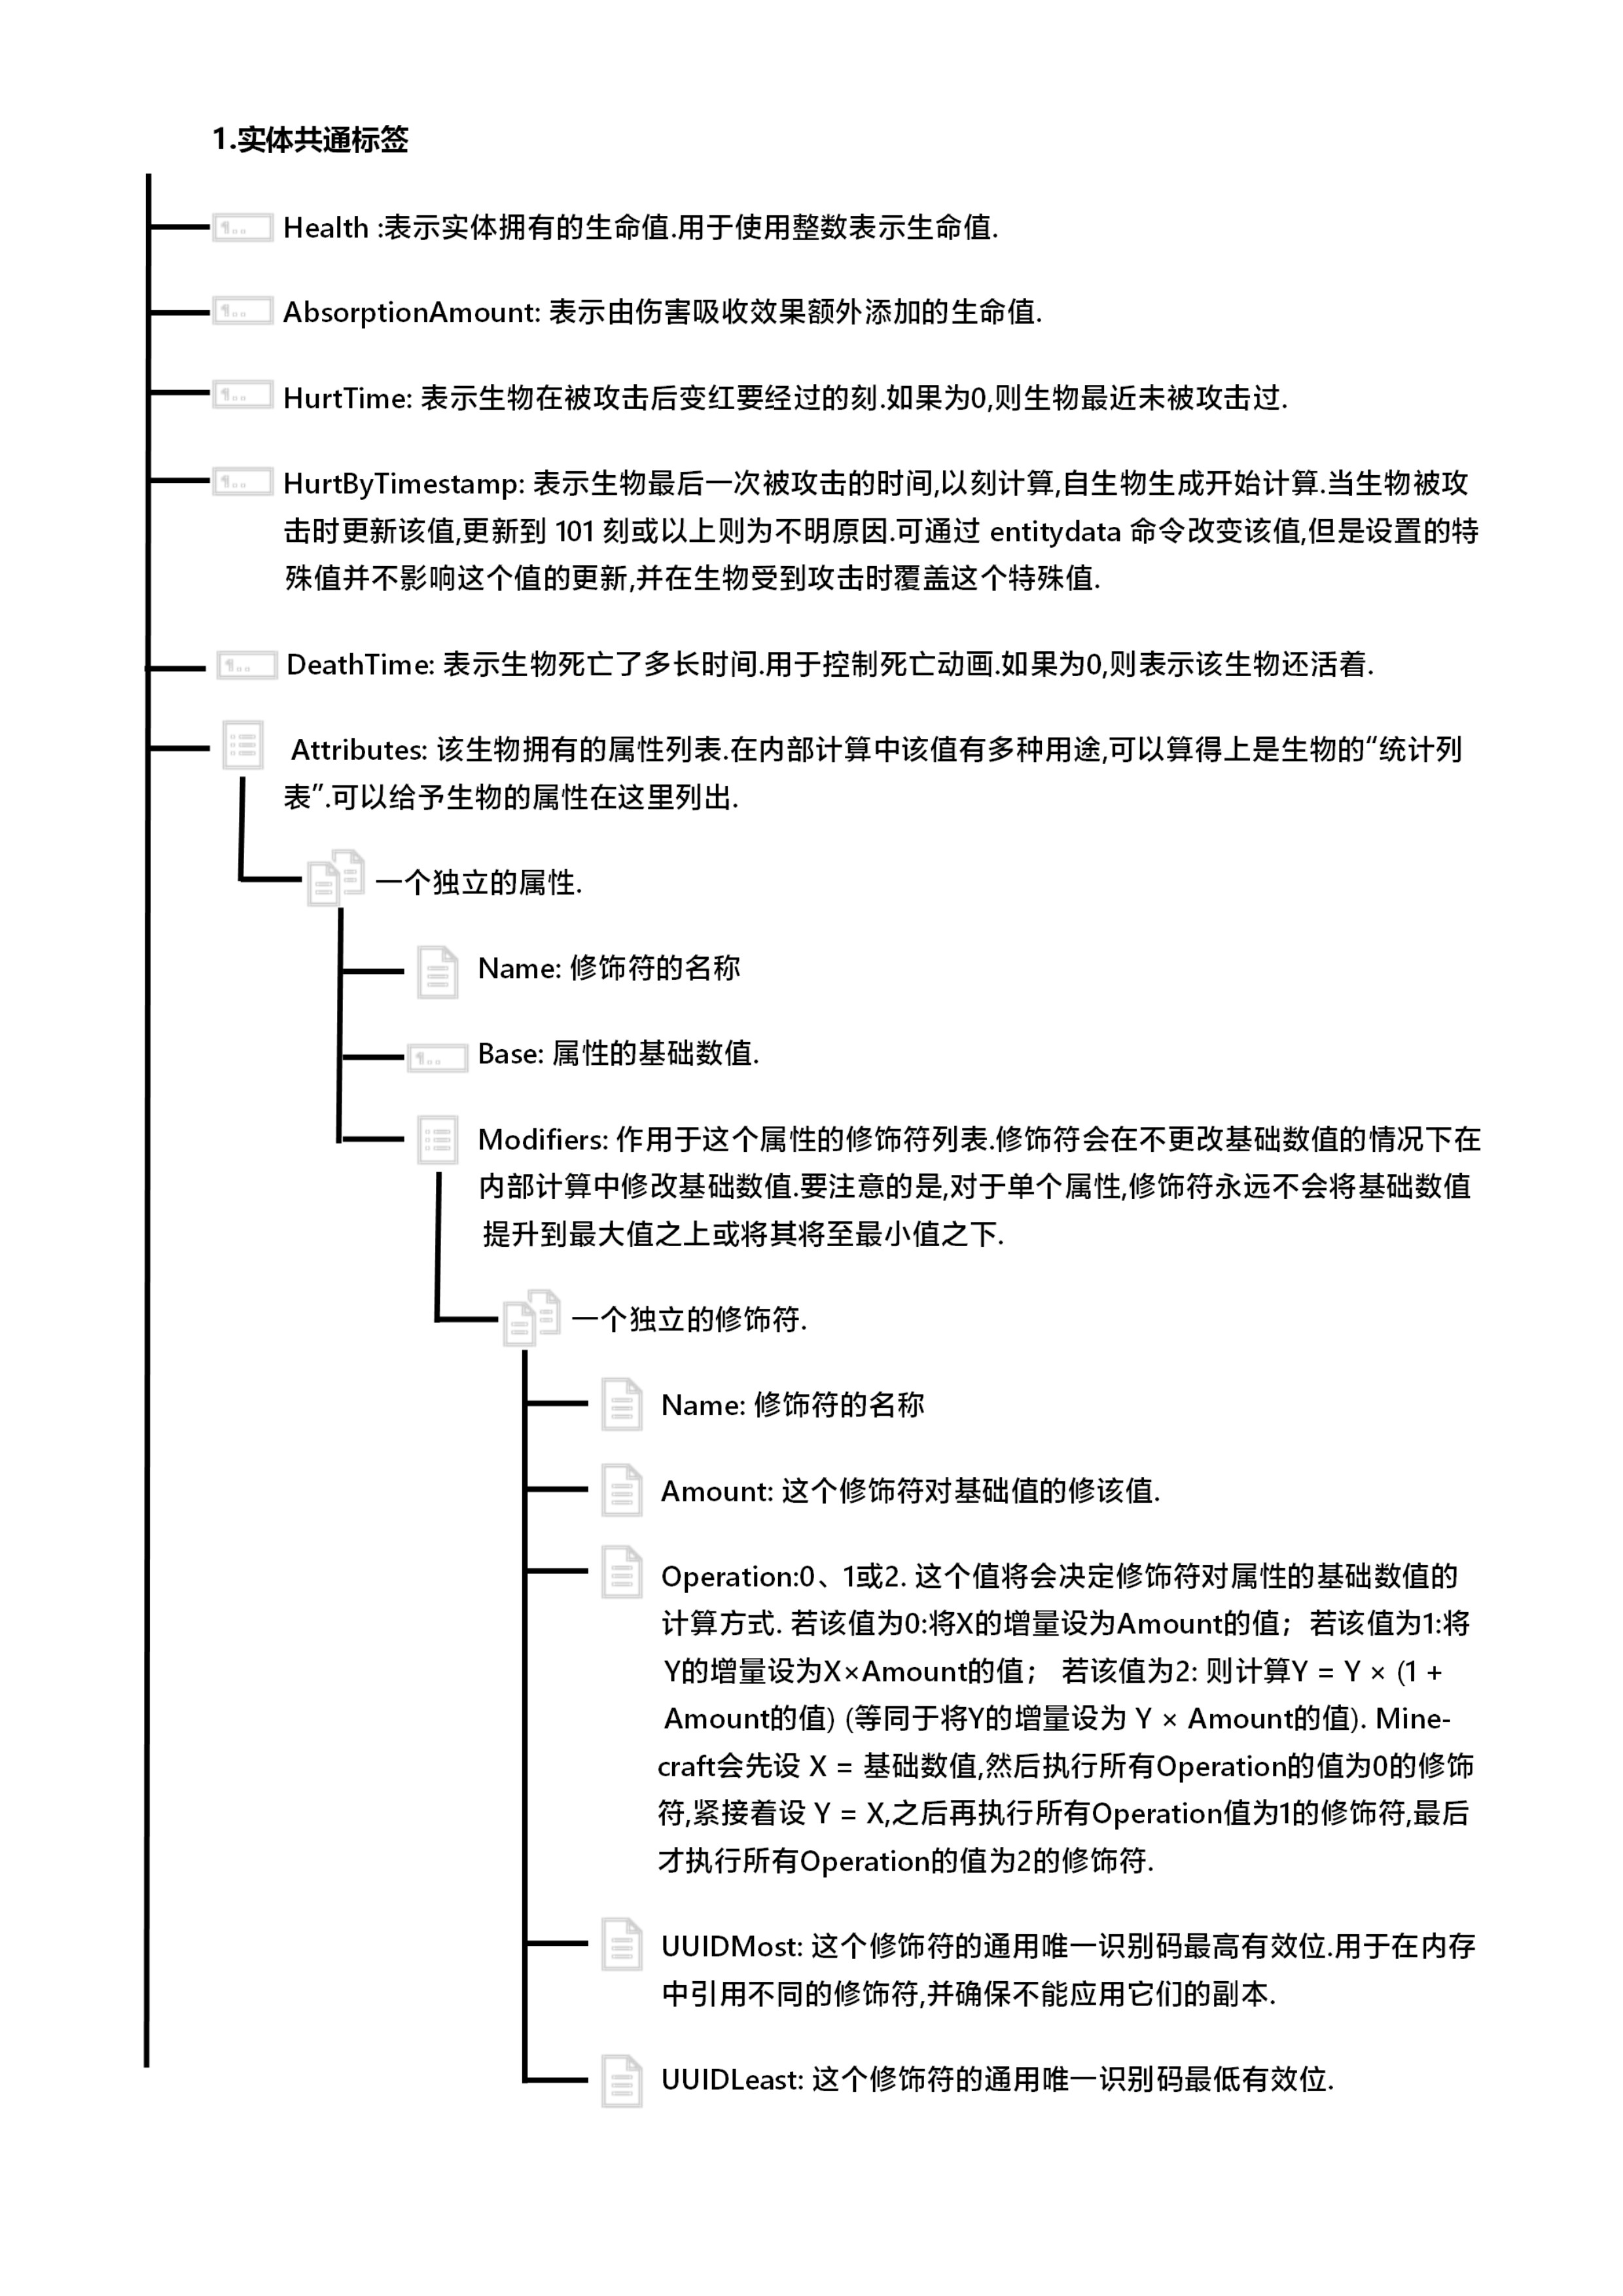 1.实体共通标签
1.. Health :表示实体拥有的生命值.用于使用整数表示生命值.
1.. AbsorptionAmount: 表示由伤害吸收效果额外添加的生命值.
1.. HurtTime: 表示生物在被攻击后变红要经过的刻.如果为0,则生物最近未被攻击过.
1.. HurtByTimestamp: 表示生物最后一次被攻击的时间,以刻计算,自生物生成开始计算.当生物被攻
击时更新该值,更新到 101 刻或以上则为不明原因.可通过 entitydata 命令改变该值,但是设置的特
殊值并不影响这个值的更新,并在生物受到攻击时覆盖这个特殊值.
1.. DeathTime: 表示生物死亡了多长时间.用于控制死亡动画.如果为0,则表示该生物还活着.
Attributes: 该生物拥有的属性列表.在内部计算中该值有多种用途,可以算得上是生物的“统计列
表”.可以给予生物的属性在这里列出.
一个独立的属性.
Name: 修饰符的名称
1.. Base: 属性的基础数值.
Modifiers: 作用于这个属性的修饰符列表.修饰符会在不更改基础数值的情况下在
内部计算中修改基础数值.要注意的是,对于单个属性,修饰符永远不会将基础数值
提升到最大值之上或将其将至最小值之下.
一个独立的修饰符.
Name: 修饰符的名称
Amount: 这个修饰符对基础值的修该值.
Operation:0、1或2. 这个值将会决定修饰符对属性的基础数值的
计算方式. 若该值为0:将X的增量设为Amount的值；若该值为1:将
Y的增量设为X×Amount的值； 若该值为2: 则计算Y = Y × (1 +
Amount的值) (等同于将Y的增量设为 Y × Amount的值). Mine-
craft会先设 X = 基础数值,然后执行所有Operation的值为0的修饰
符,紧接着设 Y = X,之后再执行所有Operation值为1的修饰符,最后
才执行所有Operation的值为2的修饰符.
UUIDMost: 这个修饰符的通用唯一识别码最高有效位.用于在内存
中引用不同的修饰符,并确保不能应用它们的副本.
UUIDLeast: 这个修饰符的通用唯一识别码最低有效位.